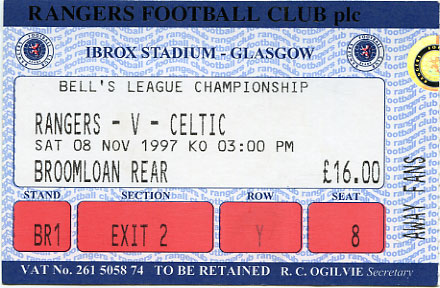 RANGERS FOOTBALL CLUB plc
IBROX STADIUM - GLASGOW
BELL'S LEAGUE CHAMPIONSHIP
RANGERS - V - CELTIC
SAT 08 NOV 1997 KO 03:00 PM
BROOMLOAN REAR £16.00
STAND SECTION ROW SEAT
BR1 EXIT 2 Y 8
AWAY FANS
VAT No. 261 5058 74 TO BE RETAINED R. C. OGILVIE Secretary